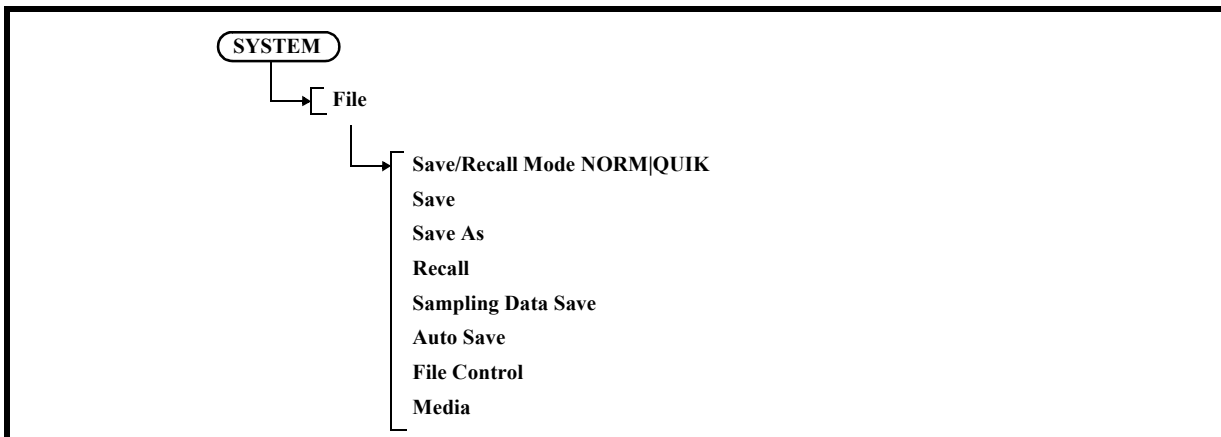 SYSTEM
File
Save/Recall Mode NORM|QUIK
Save
Save As
Recall
Sampling Data Save
Auto Save
File Control
Media